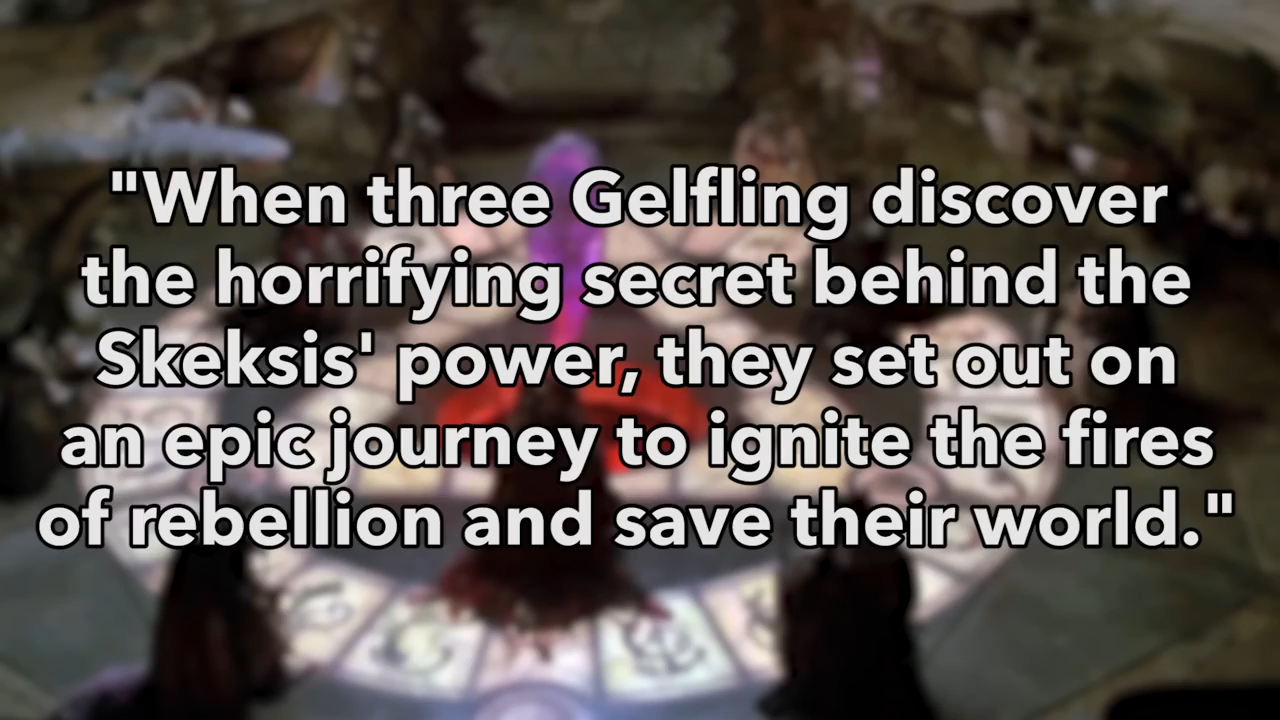 "When three Gelfling discover
the horrifying secret behind the
Skeksis' power, they set out on
an epic journey to ignite the fires
of rebellion and save their world."